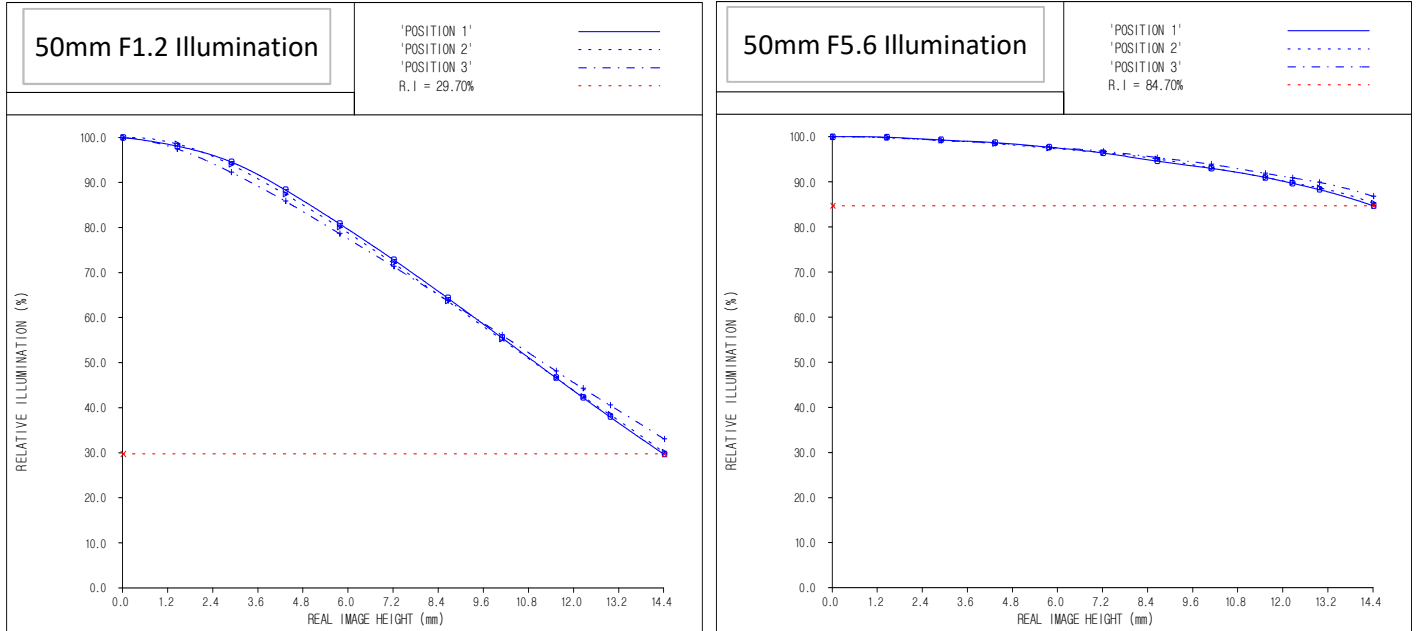 50mm F1.2 Illumination
'POSITION 1'
'POSITION 2'
'POSITION 3'
R.I = 29.70%
RELATIVE ILLUMINATION (%)
100.0
90.0
80.0
70.0
60.0
50.0
40.0
30.0
20.0
10.0
0.0
0.0 1.2 2.4 3.6 4.8 6.0 7.2 8.4 9.6 10.8 12.0 13.2 14.4
REAL IMAGE HEIGHT (mm)
50mm F5.6 Illumination
'POSITION 1'
'POSITION 2'
'POSITION 3'
R.I = 84.70%
RELATIVE ILLUMINATION (%)
100.0
90.0
80.0
70.0
60.0
50.0
40.0
30.0
20.0
10.0
0.0
0.0 1.2 2.4 3.6 4.8 6.0 7.2 8.4 9.6 10.8 12.0 13.2 14.4
REAL IMAGE HEIGHT (mm)